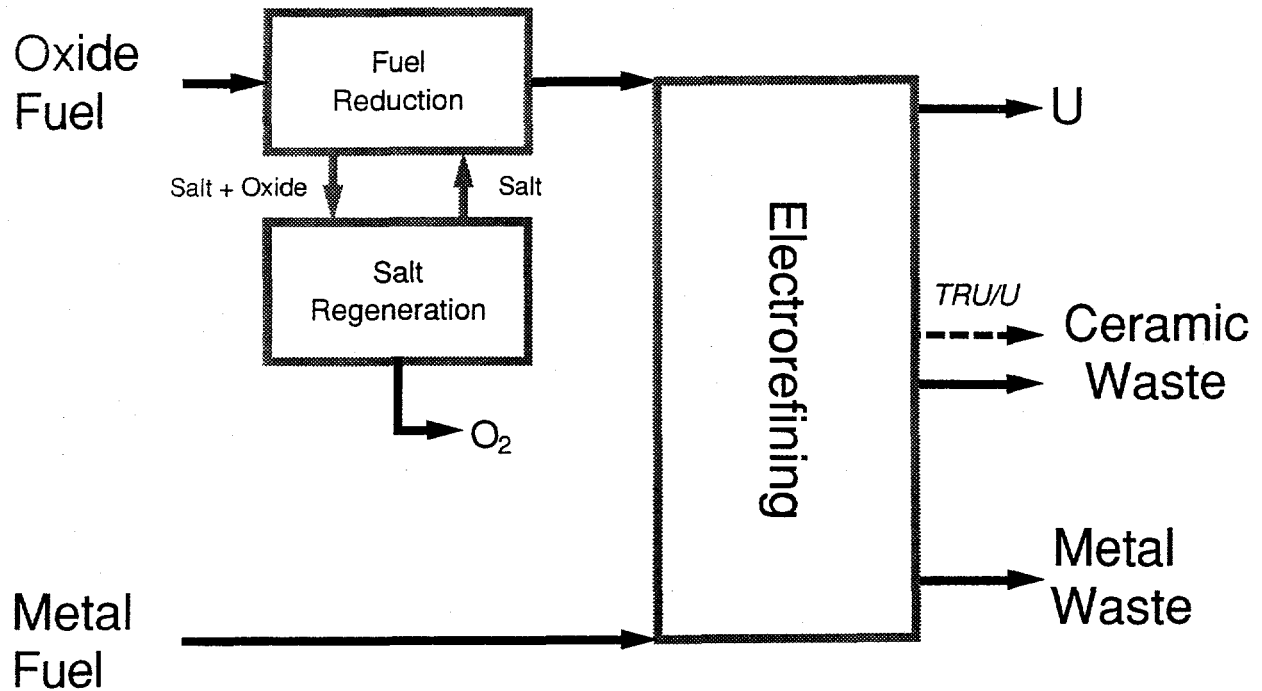 Oxide
Fuel
Fuel
Reduction
U
Salt + Oxide
Salt
Salt
Regeneration
O₂
Electrorefining
TRU/U
Ceramic
Waste
Metal
Waste
Metal
Fuel